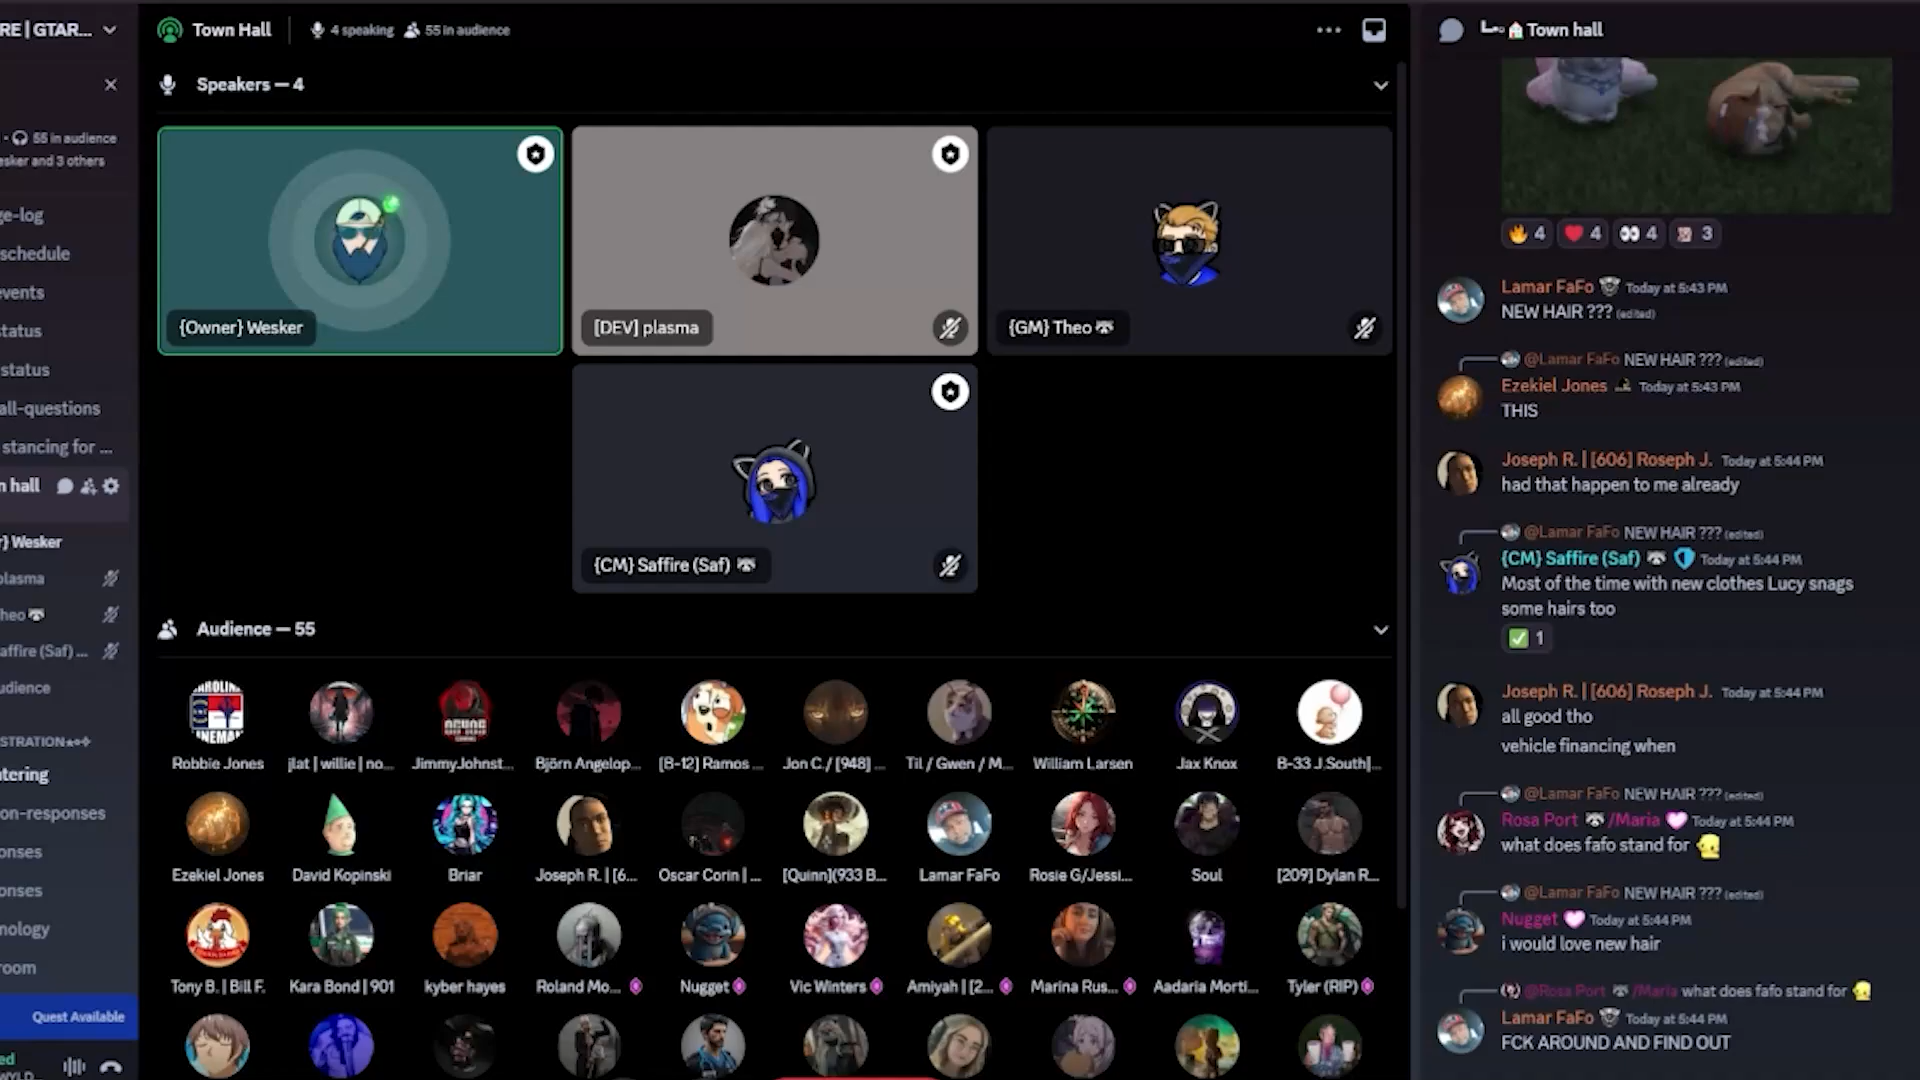 RE | GTAR...
55 in audience
esker and 3 others
ge-log
schedule
events
status
status
all-questions
stancing for ...
n hall
r} Wesker
plasma
heo
affire (Saf) ...
udience
STRATION
tering
on-responses
onses
onses
nology
room
Quest Available
ed
WYLD...
Town Hall
4 speaking
55 in audience
Speakers — 4
{Owner} Wesker
[DEV] plasma
{GM} Theo
{CM} Saffire (Saf)
Audience — 55
Robbie Jones
jlat | willie | no...
JimmyJohnst...
Björn Angelop...
[B-12] Ramos ...
Jon C./ [948] ...
Til / Gwen / M...
William Larsen
Jax Knox
B-33 J.South|...
Ezekiel Jones
David Kopinski
Briar
Joseph R. | [6...
Oscar Corin | ...
[Quinn](933 B...
Lamar FaFo
Rosie G/Jessi...
Soul
[209] Dylan R...
Tony B. | Bill F.
Kara Bond | 901
kyber hayes
Roland Mo...
Nugget
Vic Winters
Amiyah | [2...
Marina Rus...
Aadaria Morti...
Tyler (RIP)
Town hall
4
4
4
3
Lamar FaFo Today at 5:43 PM
NEW HAIR ??? (edited)
@Lamar FaFo NEW HAIR ??? (edited)
Ezekiel Jones Today at 5:43 PM
THIS
Joseph R. | [606] Roseph J. Today at 5:44 PM
had that happen to me already
@Lamar FaFo NEW HAIR ??? (edited)
{CM} Saffire (Saf) Today at 5:44 PM
Most of the time with new clothes Lucy snags
some hairs too
1
Joseph R. | [606] Roseph J. Today at 5:44 PM
all good tho
vehicle financing when
@Lamar FaFo NEW HAIR ??? (edited)
Rosa Port /Maria Today at 5:44 PM
what does fafo stand for
@Lamar FaFo NEW HAIR ??? (edited)
Nugget Today at 5:44 PM
i would love new hair
@Rosa Port /Maria what does fafo stand for
Lamar FaFo Today at 5:44 PM
FCK AROUND AND FIND OUT